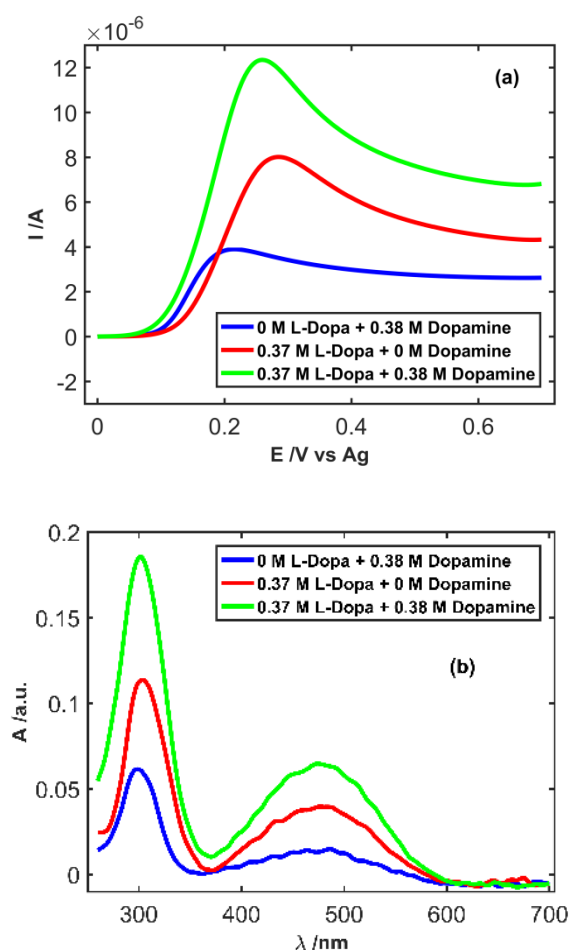 ×10⁻⁶
12
(a)
10
8
6
I /A
4
2
0
-2
0 M L-Dopa + 0.38 M Dopamine
0.37 M L-Dopa + 0 M Dopamine
0.37 M L-Dopa + 0.38 M Dopamine
0 0.2 0.4 0.6
E /V vs Ag
0.2
0 M L-Dopa + 0.38 M Dopamine
0.37 M L-Dopa + 0 M Dopamine
0.37 M L-Dopa + 0.38 M Dopamine
0.15
(b)
A /a.u.
0.1
0.05
0
300 400 500 600 700
λ /nm